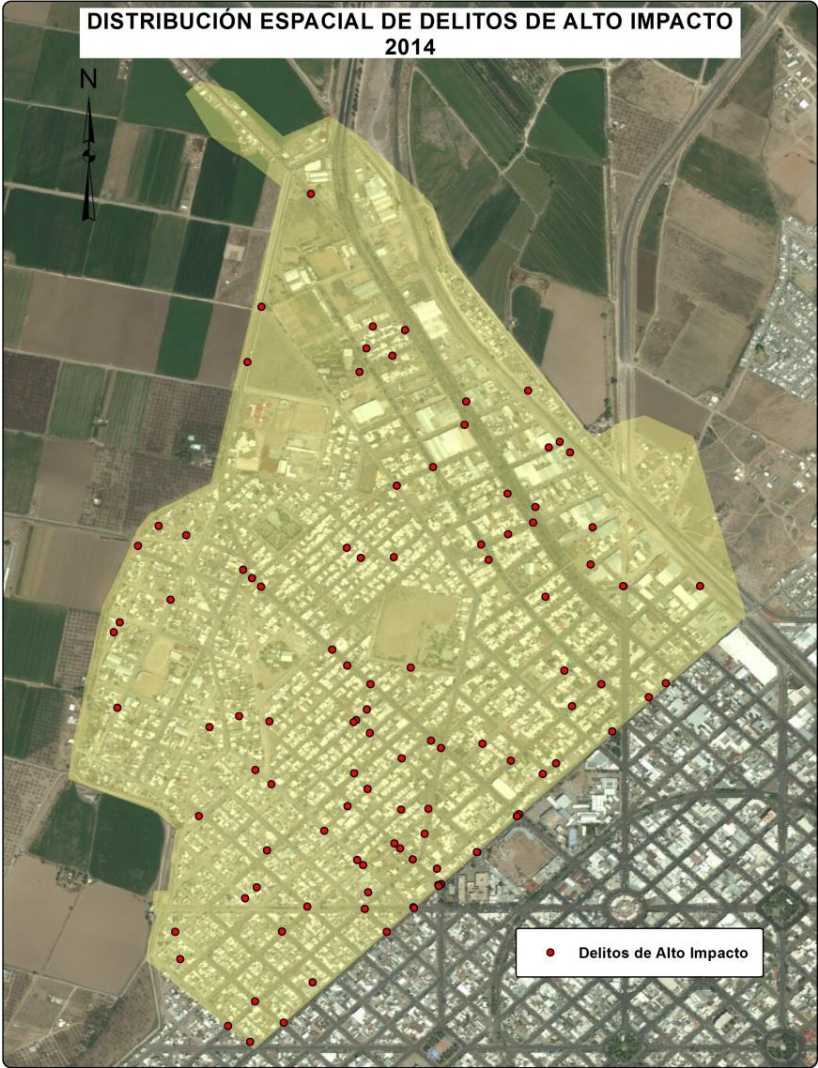 DISTRIBUCIÓN ESPACIAL DE DELITOS DE ALTO IMPACTO
2014
N
Delitos de Alto Impacto